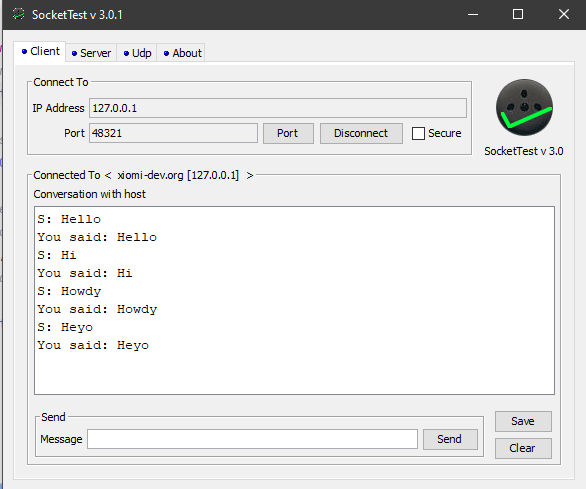 SocketTest v 3.0.1
Client Server Udp About
Connect To
IP Address 127.0.0.1
Port 48321 Port Disconnect Secure
SocketTest v 3.0
Connected To < xiomi-dev.org [127.0.0.1] >
Conversation with host
S: Hello
You said: Hello
S: Hi
You said: Hi
S: Howdy
You said: Howdy
S: Heyo
You said: Heyo
Send
Message Send
Save
Clear